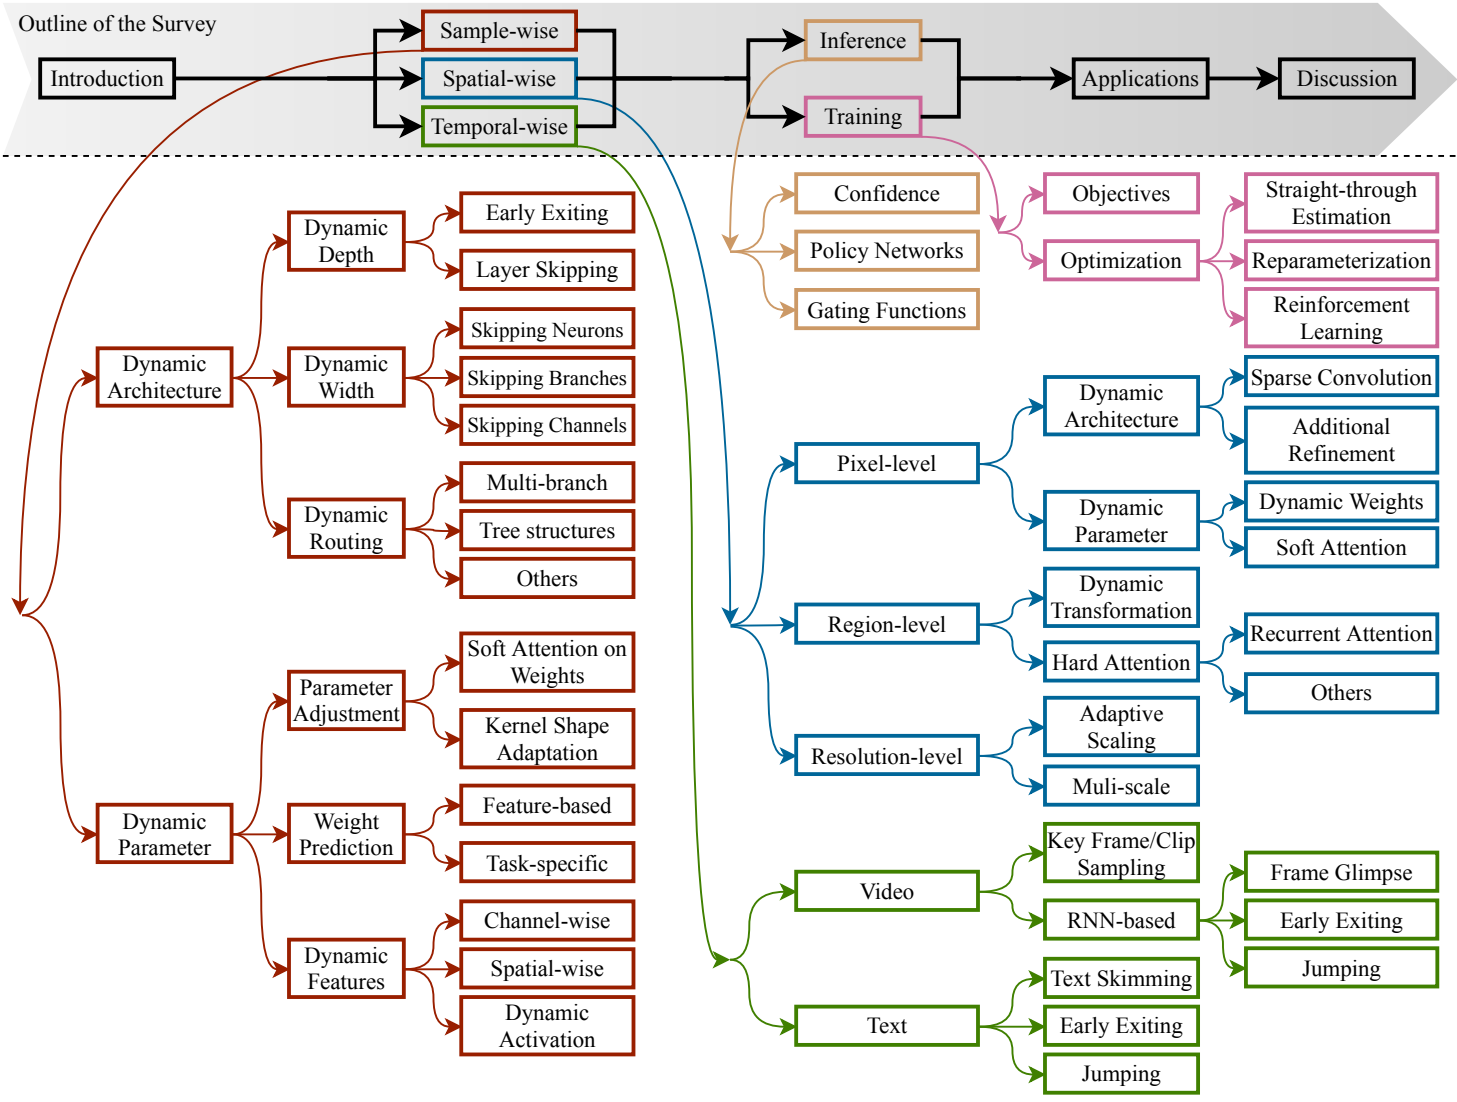 Outline of the Survey
Introduction
Sample-wise
Spatial-wise
Temporal-wise
Inference
Training
Applications
Discussion
Dynamic
Architecture
Dynamic
Depth
Early Exiting
Layer Skipping
Dynamic
Width
Skipping Neurons
Skipping Branches
Skipping Channels
Dynamic
Routing
Multi-branch
Tree structures
Others
Dynamic
Parameter
Parameter
Adjustment
Soft Attention on
Weights
Kernel Shape
Adaptation
Weight
Prediction
Feature-based
Task-specific
Dynamic
Features
Channel-wise
Spatial-wise
Dynamic
Activation
Confidence
Policy Networks
Gating Functions
Objectives
Optimization
Straight-through
Estimation
Reparameterization
Reinforcement
Learning
Pixel-level
Dynamic
Architecture
Sparse Convolution
Additional
Refinement
Dynamic
Parameter
Dynamic Weights
Soft Attention
Region-level
Dynamic
Transformation
Hard Attention
Recurrent Attention
Others
Resolution-level
Adaptive
Scaling
Muli-scale
Video
Key Frame/Clip
Sampling
RNN-based
Frame Glimpse
Early Exiting
Jumping
Text
Text Skimming
Early Exiting
Jumping